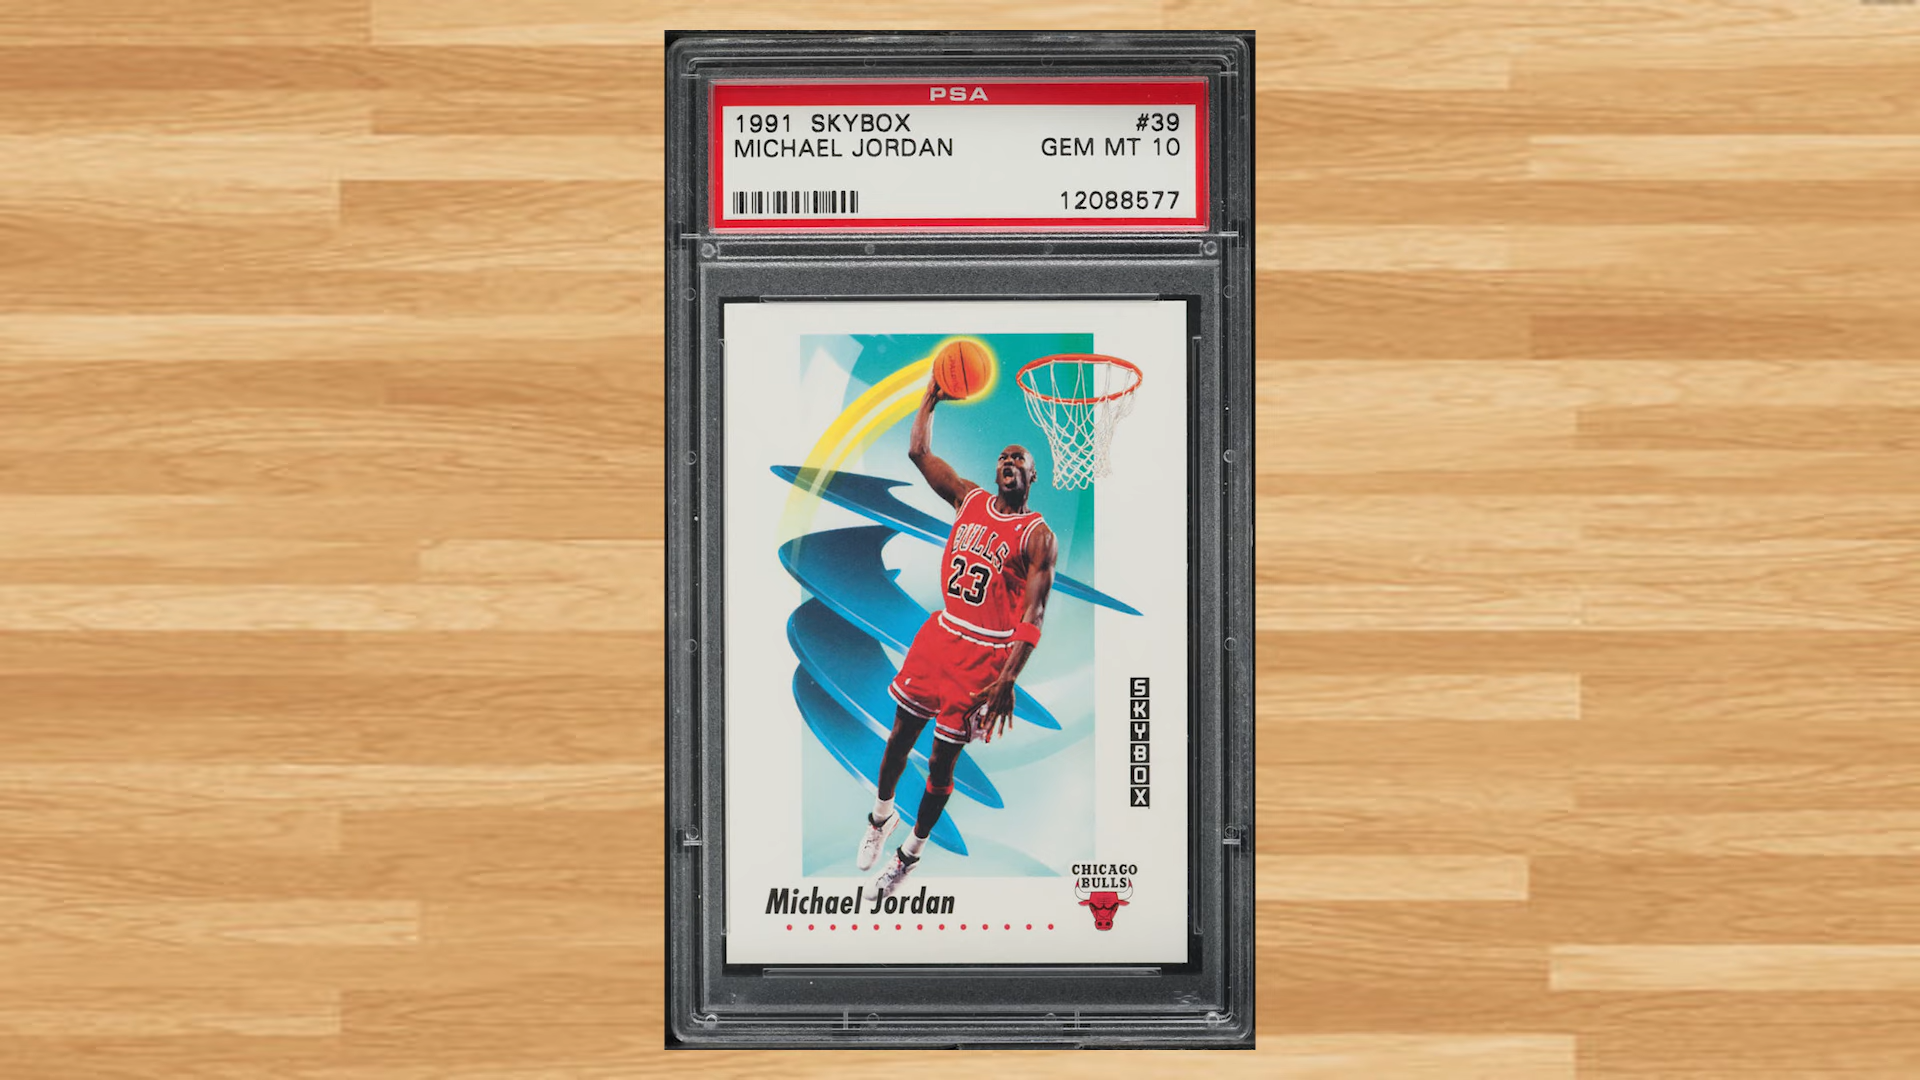 PSA
1991 SKYBOX #39
MICHAEL JORDAN GEM MT 10
12088577
BULLS
23
SKYBOX
CHICAGO
BULLS
Michael Jordan